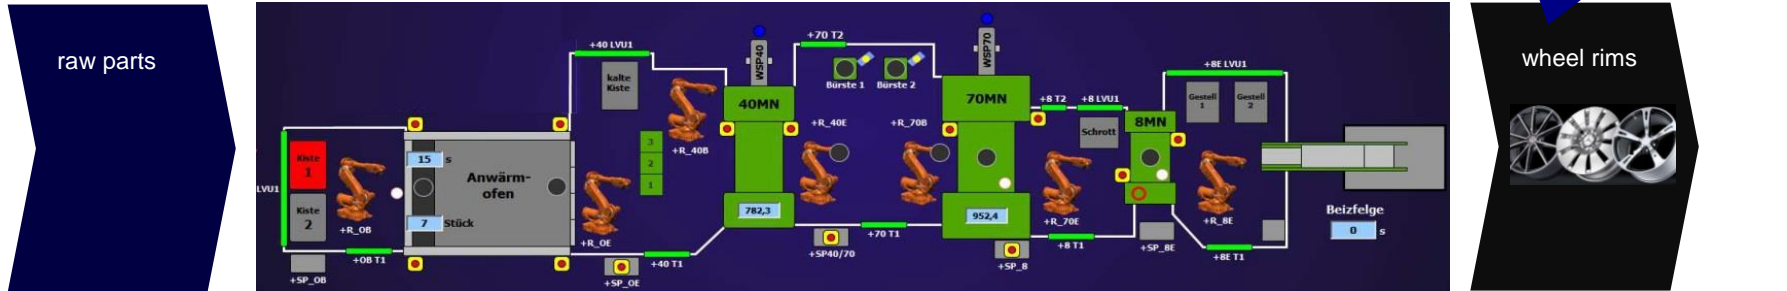 raw parts
LVU1
Kiste
1
Kiste
2
+SP_OB
+OB T1
+R_OB
15 s
Anwärm-
ofen
7 Stück
+R_OE
+SP_OE
+40 T1
+40 LVU1
kalte
Kiste
+R_40B
3
2
1
WSP40
40MN
782,3
+70 T2
Bürste 1
Bürste 2
+R_40E
+R_70B
+SP40/70
+70 T1
WSP70
70MN
952,4
+SP_8
+8 T2
+8 LVU1
Schrott
+R_70E
+8 T1
8MN
+SP_8E
+8E LVU1
Gestell
1
Gestell
2
+R_8E
+8E T1
Beizfelge
0 s
wheel rims